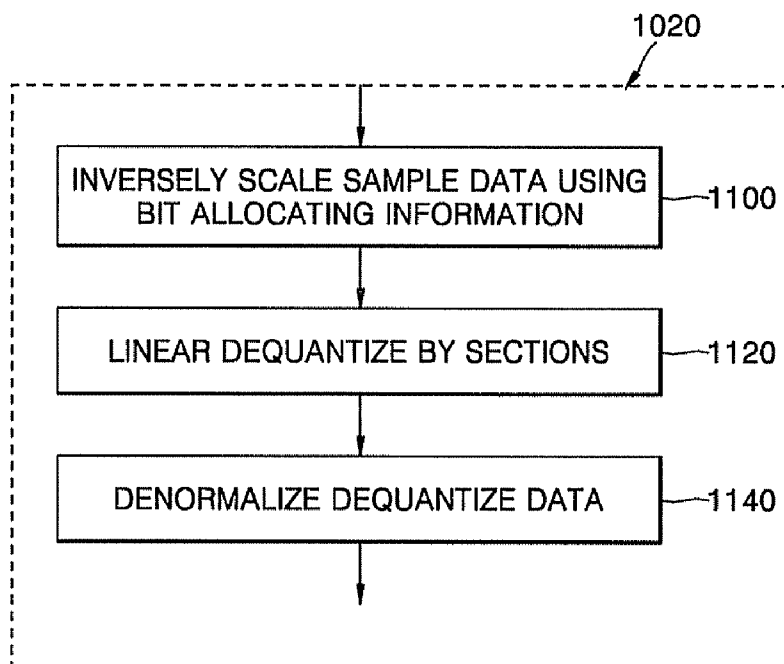 1020
INVERSELY SCALE SAMPLE DATA USING
BIT ALLOCATING INFORMATION
1100
LINEAR DEQUANTIZE BY SECTIONS
1120
DENORMALIZE DEQUANTIZE DATA
1140